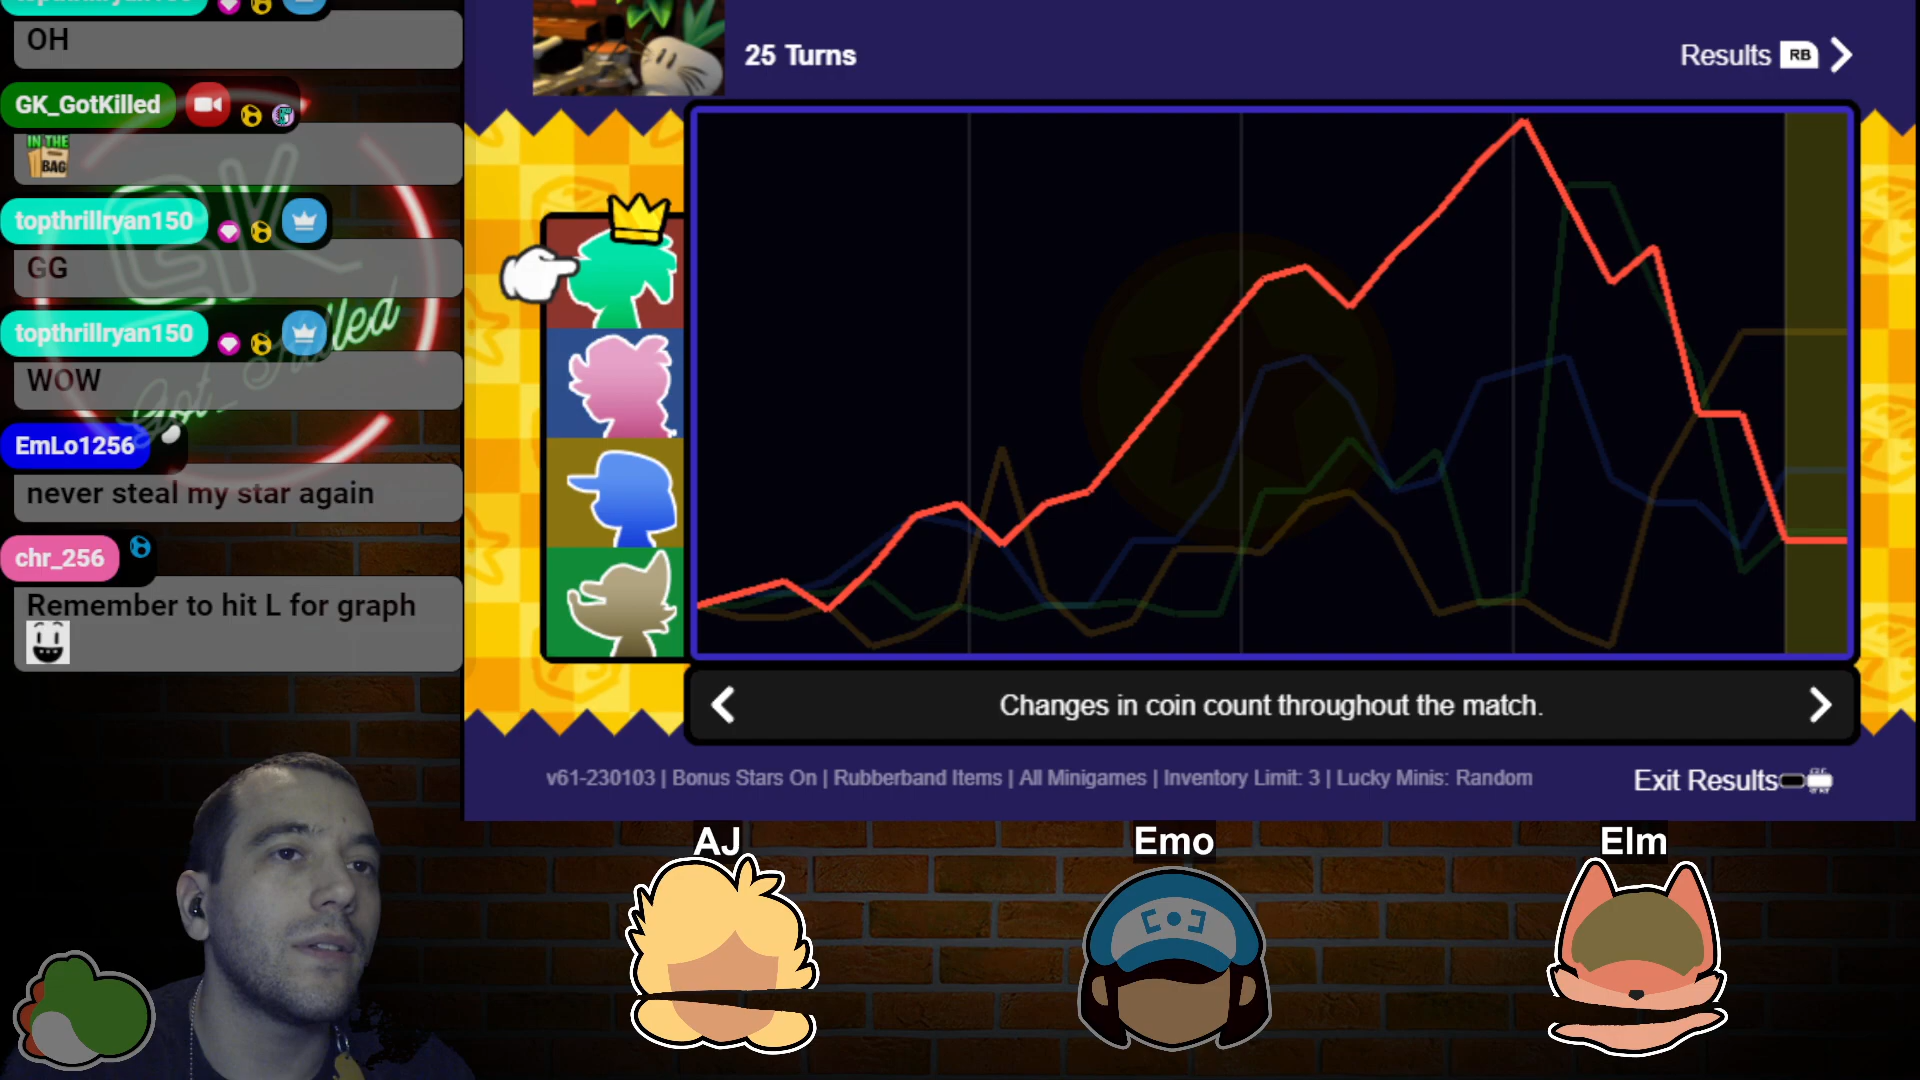 OH
GK_GotKilled
IN THE
BAG
topthrillryan150
GG
topthrillryan150
WOW
EmLo1256
never steal my star again
chr_256
Remember to hit L for graph
GK
Got_Killed
25 Turns
Results RB
Changes in coin count throughout the match.
v61-230103 | Bonus Stars On | Rubberband Items | All Minigames | Inventory Limit: 3 | Lucky Minis: Random
Exit Results
AJ
Emo
Elm